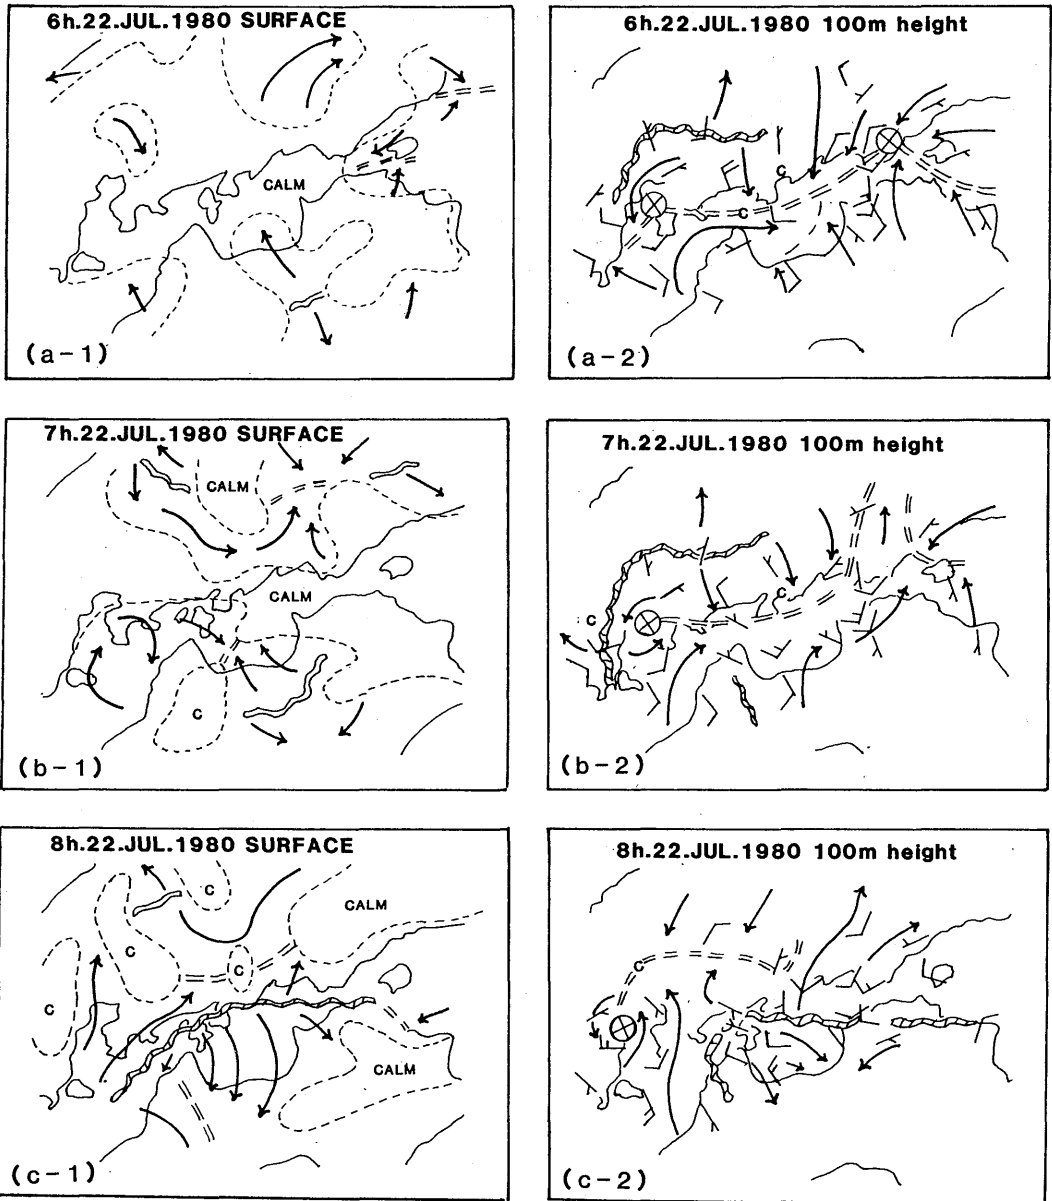 6h.22.JUL.1980 SURFACE
CALM
(a-1)
6h.22.JUL.1980 100m height
C
C
(a-2)
7h.22.JUL.1980 SURFACE
CALM
CALM
C
(b-1)
7h.22.JUL.1980 100m height
C
C
(b-2)
8h.22.JUL.1980 SURFACE
C
CALM
C
C
C
CALM
(c-1)
8h.22.JUL.1980 100m height
C
(c-2)